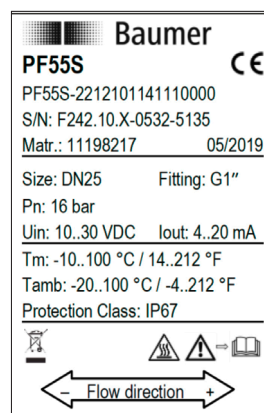 Baumer
PF55S CE
PF55S-2212101141110000
S/N: F242.10.X-0532-5135
Matr.: 11198217 05/2019
Size: DN25 Fitting: G1″
Pn: 16 bar
Uin: 10..30 VDC Iout: 4..20 mA
Tm: -10..100 °C / 14..212 °F
Tamb: -20..100 °C / -4..212 °F
Protection Class: IP67
– Flow direction +